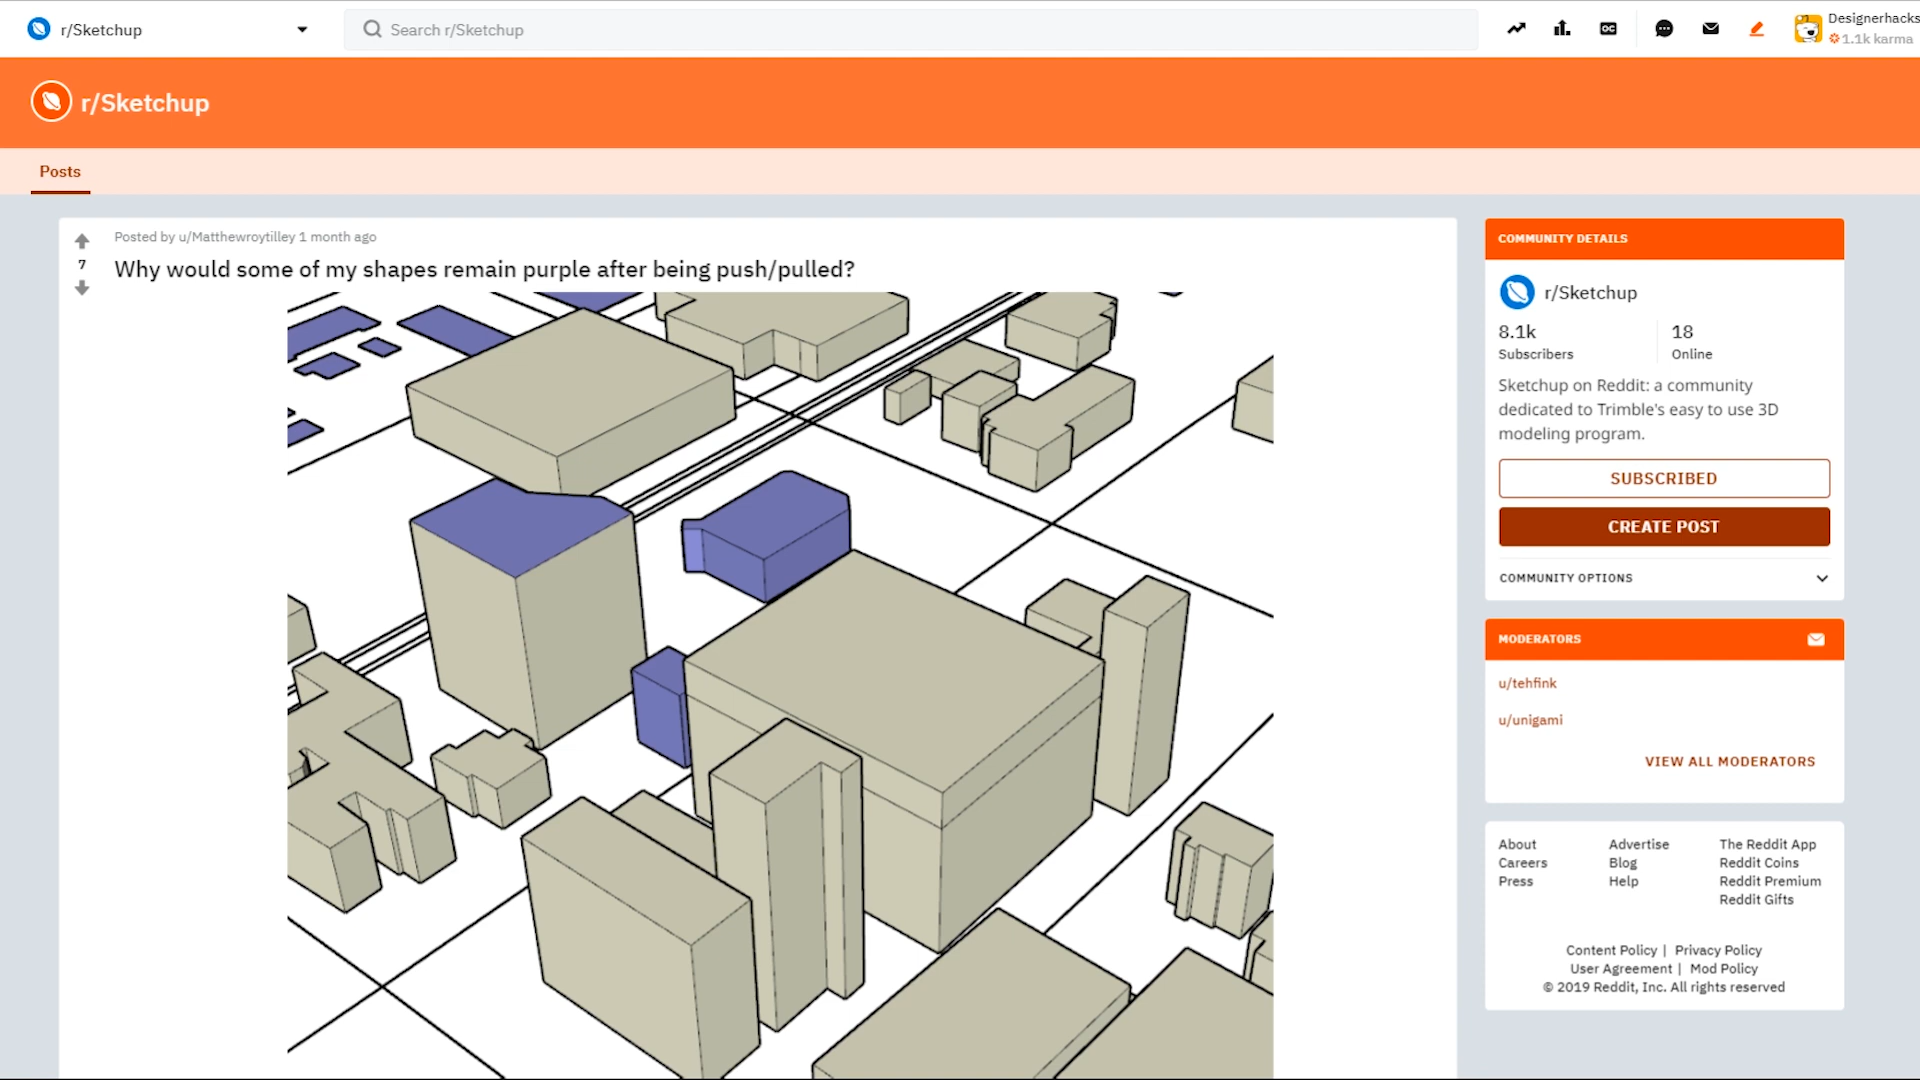 r/Sketchup
Search r/Sketchup
Designerhacks
1.1k karma
r/Sketchup
Posts
Posted by u/Matthewroytilley 1 month ago
7
Why would some of my shapes remain purple after being push/pulled?
COMMUNITY DETAILS
r/Sketchup
8.1k 18
Subscribers Online
Sketchup on Reddit: a community
dedicated to Trimble's easy to use 3D
modeling program.
SUBSCRIBED
CREATE POST
COMMUNITY OPTIONS
MODERATORS
u/tehfink
u/unigami
VIEW ALL MODERATORS
About Advertise The Reddit App
Careers Blog Reddit Coins
Press Help Reddit Premium
Reddit Gifts
Content Policy | Privacy Policy
User Agreement | Mod Policy
© 2019 Reddit, Inc. All rights reserved